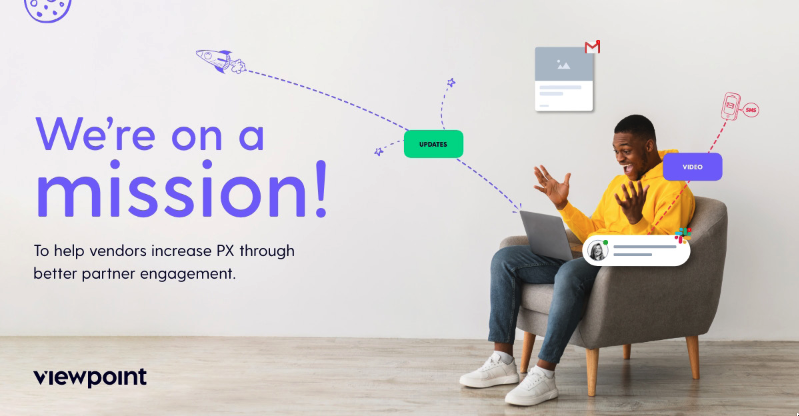 We're on a
mission!
To help vendors increase PX through
better partner engagement.
UPDATES
VIDEO
SMS
viewpoint